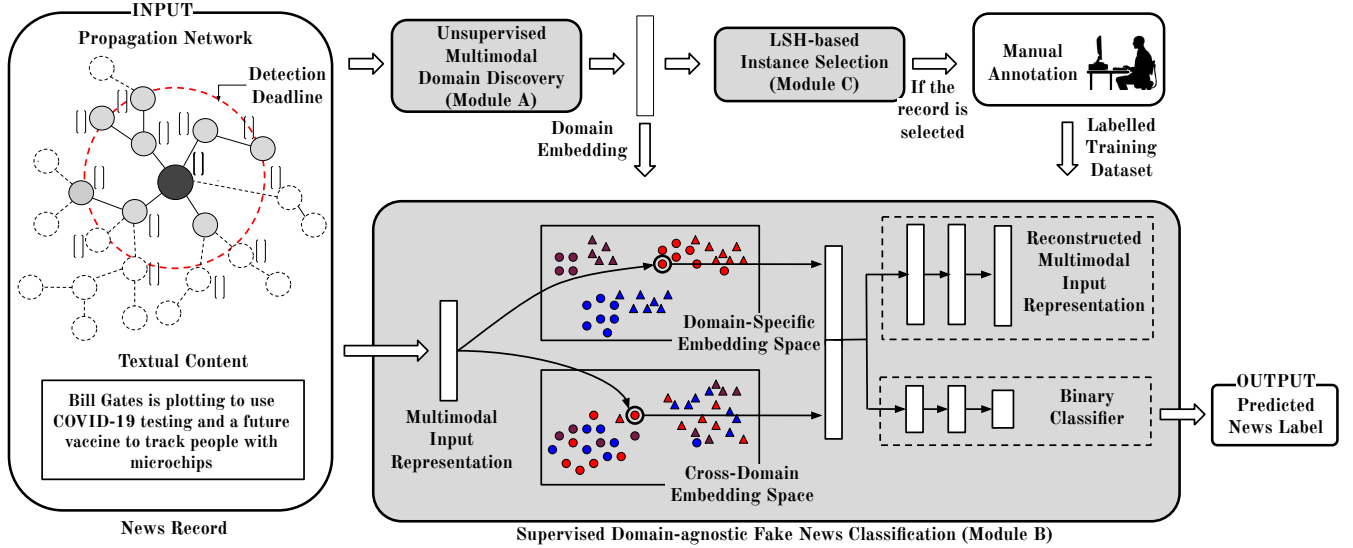 INPUT
Propagation Network
Detection
Deadline
Textual Content
Bill Gates is plotting to use
COVID-19 testing and a future
vaccine to track people with
microchips
News Record
Unsupervised
Multimodal
Domain Discovery
(Module A)
Domain
Embedding
LSH-based
Instance Selection
(Module C)
If the
record is
selected
Manual
Annotation
Labelled
Training
Dataset
Multimodal
Input
Representation
Domain-Specific
Embedding Space
Cross-Domain
Embedding Space
Reconstructed
Multimodal
Input
Representation
Binary
Classifier
OUTPUT
Predicted
News Label
Supervised Domain-agnostic Fake News Classification (Module B)